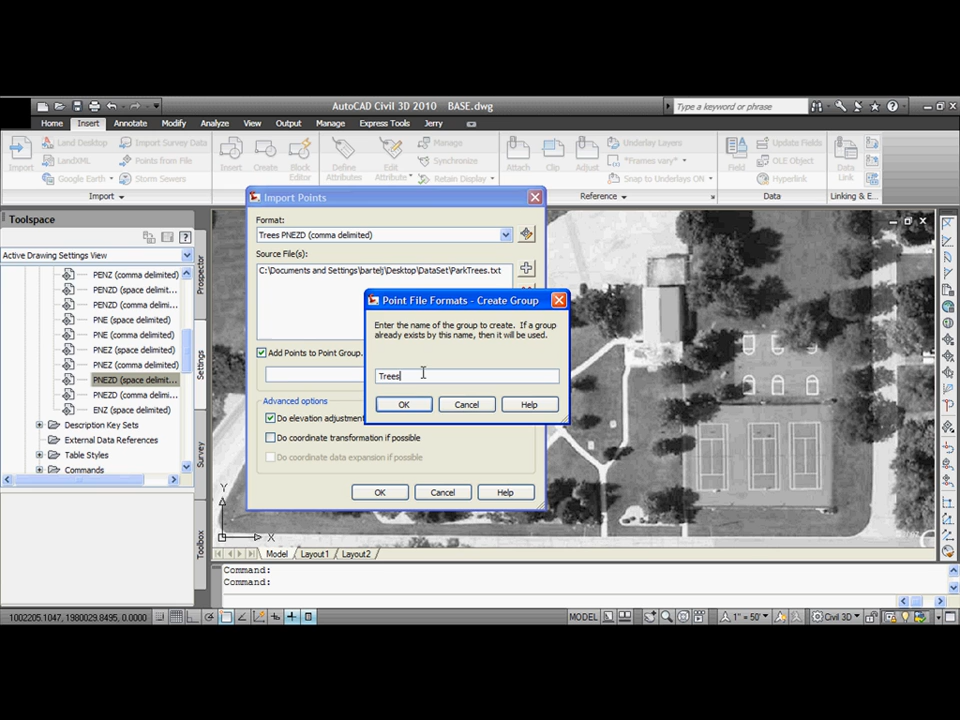 AutoCAD Civil 3D 2010 BASE.dwg
Type a keyword or phrase
Home Insert Annotate Modify Analyze View Output Manage Express Tools Jerry
Import
Land Desktop
LandXML
Google Earth
Import Survey Data
Points from File
Storm Sewers
Insert
Create
Block Editor
Define Attributes
Edit Attributes
Manage
Synchronize
Retain Display
Attach
Clip
Adjust
Underlay Layers
*Frames vary*
Snap to Underlays ON
Field
Update Fields
OLE Object
Hyperlink
Data Link
Import
Reference
Data
Linking & E...
Toolspace
Active Drawing Settings View
PENZ (comma delimited)
PENZD (space delimit...
PENZD (comma delimi...
PNE (space delimited)
PNE (comma delimited)
PNEZ (space delimited)
PNEZ (comma delimited)
PNEZD (space delimit...
PNEZD (comma delimi...
ENZ (space delimited)
Description Key Sets
External Data References
Table Styles
Commands
Prospector
Settings
Survey
Toolbox
Import Points
Format:
Trees PNEZD (comma delimited)
Source File(s):
C:\Documents and Settings\bartelj\Desktop\DataSet\ParkTrees.txt
Add Points to Point Group.
Advanced options
Do elevation adjustment
Do coordinate transformation if possible
Do coordinate data expansion if possible
OK Cancel Help
Point File Formats - Create Group
Enter the name of the group to create. If a group
already exists by this name, then it will be used.
Trees
OK Cancel Help
Y
X
Model Layout1 Layout2
Command:
Command:
1002205.1047, 1980029.8495, 0.0000
MODEL
1" = 50'
Civil 3D